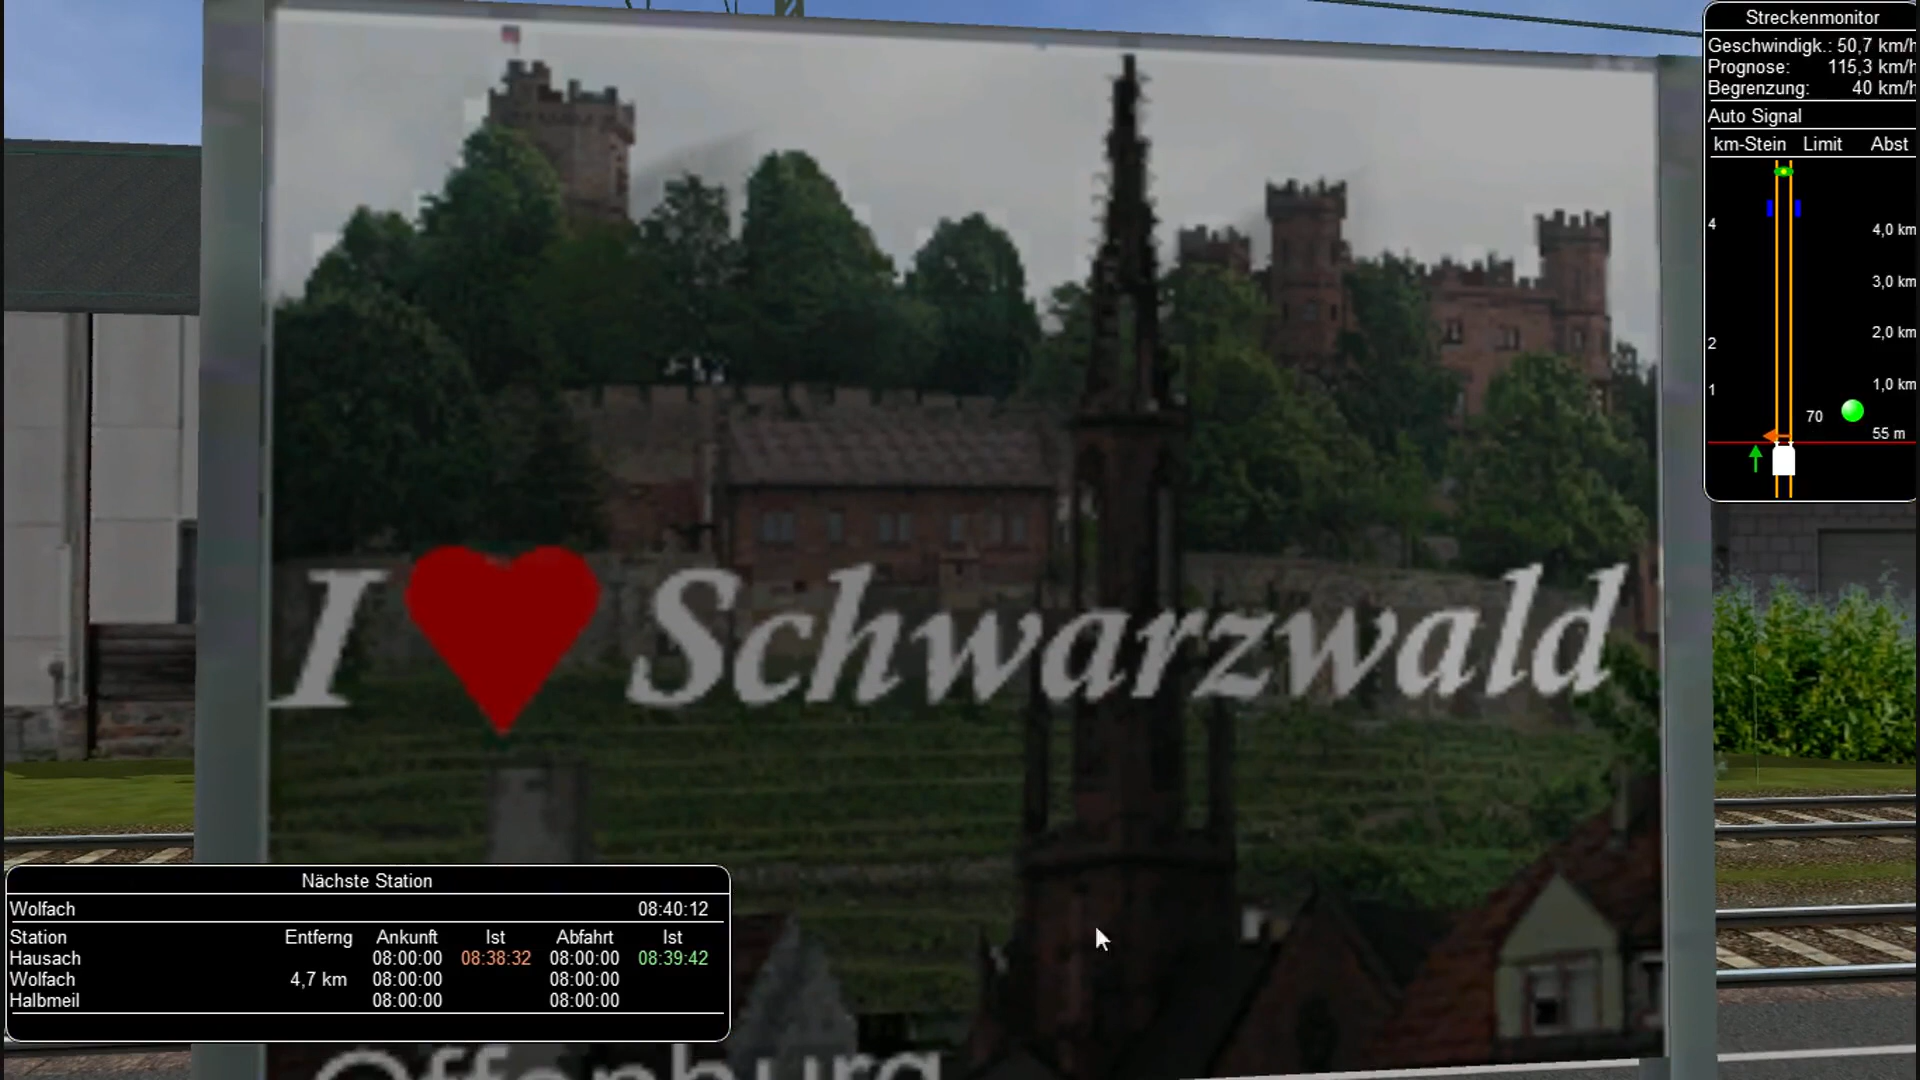 I Schwarzwald
Offenburg
Streckenmonitor
Geschwindigk.: 50,7 km/h
Prognose: 115,3 km/h
Begrenzung: 40 km/h
Auto Signal
km-Stein Limit Abst
4 4,0 km
3,0 km
2 2,0 km
1 1,0 km
70
55 m
Nächste Station
Wolfach 08:40:12
Station Entferng Ankunft Ist Abfahrt Ist
Hausach 08:00:00 08:38:32 08:00:00 08:39:42
Wolfach 4,7 km 08:00:00 08:00:00
Halbmeil 08:00:00 08:00:00